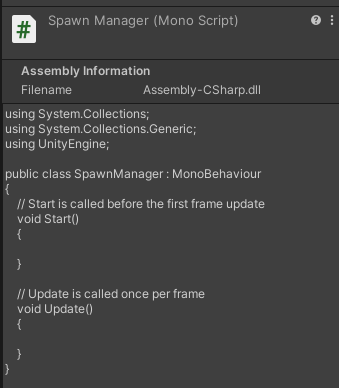 Spawn Manager (Mono Script)
Assembly Information
Filename Assembly-CSharp.dll
using System.Collections;
using System.Collections.Generic;
using UnityEngine;
public class SpawnManager : MonoBehaviour
{
// Start is called before the first frame update
void Start()
{
}
// Update is called once per frame
void Update()
{
}
}